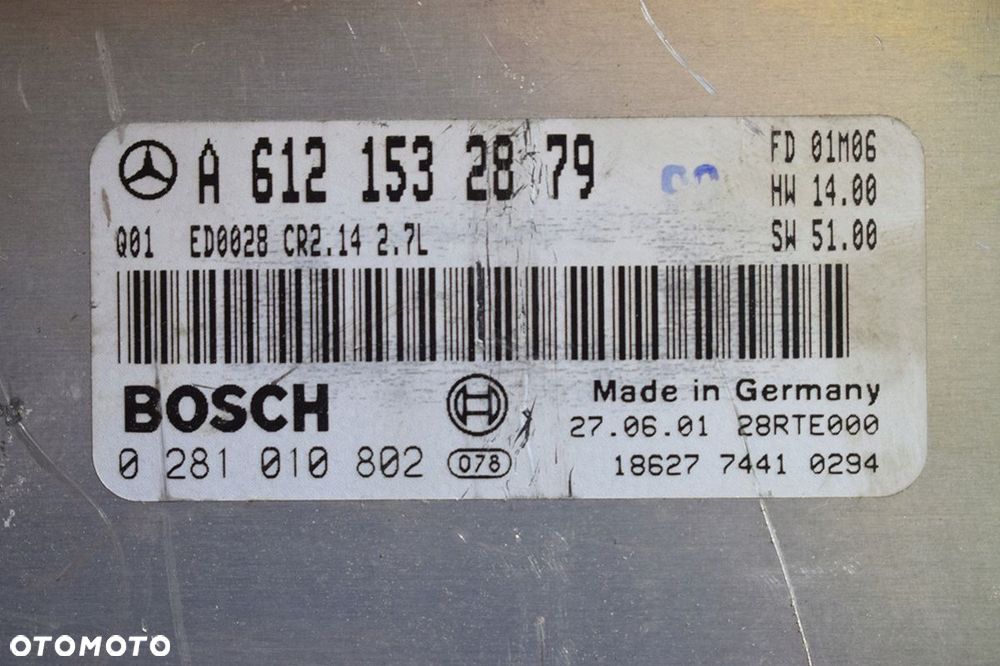 A 612 153 28 79
FD 01M06
HW 14.00
Q01 ED0028 CR2.14 2.7L
SW 51.00
BOSCH
Made in Germany
27.06.01 28RTE000
0 281 010 802 078
18627 7441 0294
OTOMOTO